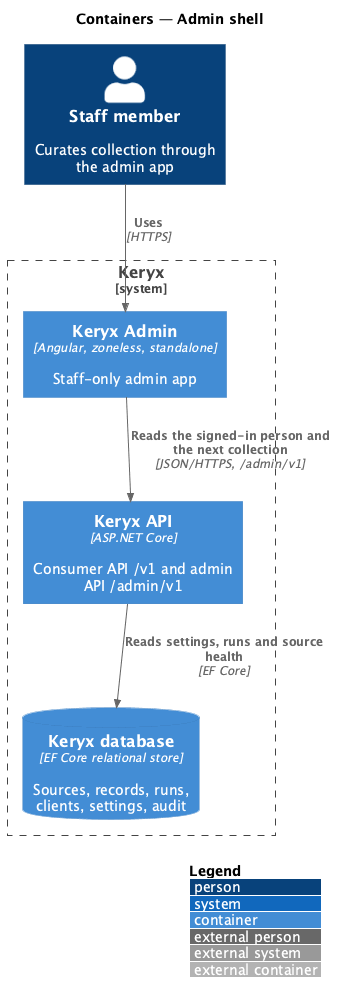 Containers — Admin shell
Staff member
Curates collection through
the admin app
Uses
[HTTPS]
Keryx
[system]
Keryx Admin
[Angular, zoneless, standalone]
Staff-only admin app
Reads the signed-in person and
the next collection
[JSON/HTTPS, /admin/v1]
Keryx API
[ASP.NET Core]
Consumer API /v1 and admin
API /admin/v1
Reads settings, runs and source
health
[EF Core]
Keryx database
[EF Core relational store]
Sources, records, runs,
clients, settings, audit
Legend
person
system
container
external person
external system
external container